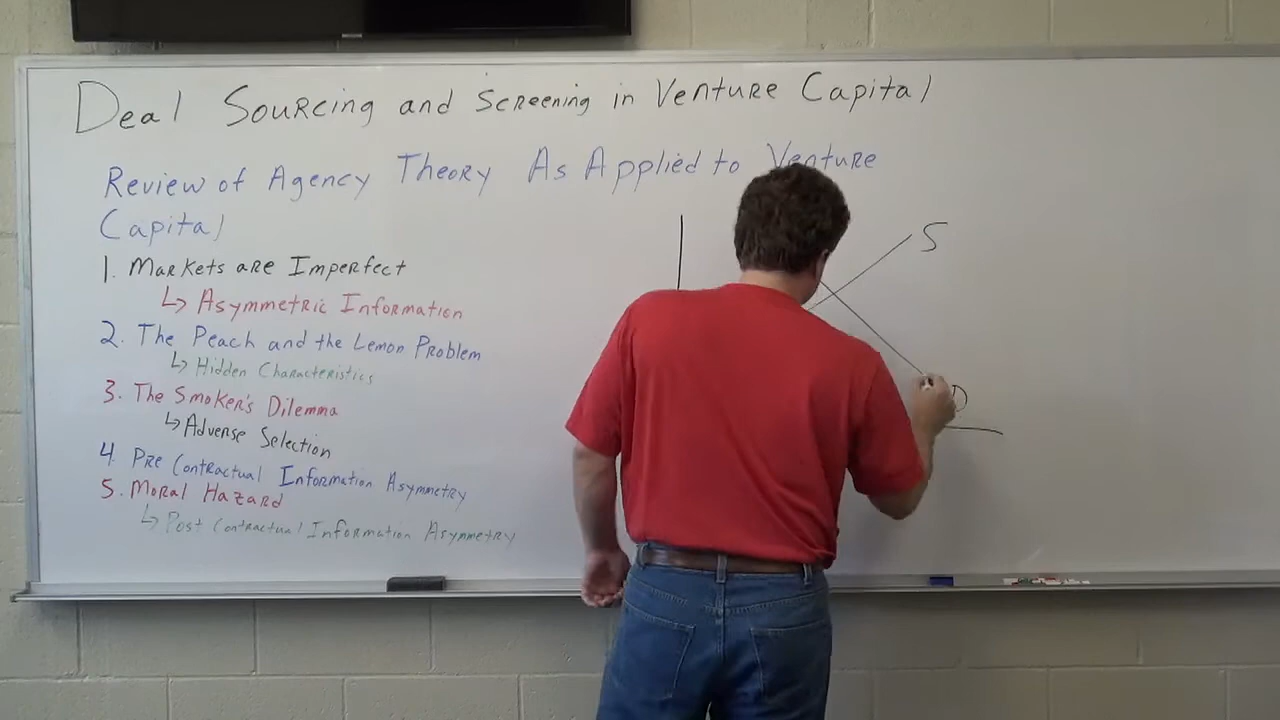 Deal Sourcing and Screening in Venture Capital
Review of Agency Theory As Applied to Venture
Capital
1. Markets are Imperfect
↳ Asymmetric Information
2. The Peach and the Lemon Problem
↳ Hidden Characteristics
3. The Smoker's Dilemma
↳ Adverse Selection
4. Pre Contractual Information Asymmetry
5. Moral Hazard
↳ Post Contractual Information Asymmetry
S
D